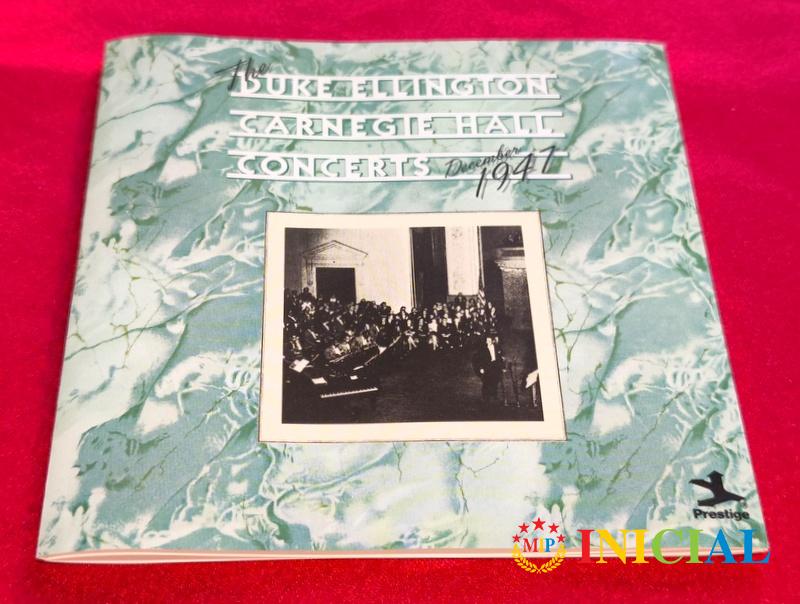 The
DUKE ELLINGTON
CARNEGIE HALL
CONCERTS December 1947
Prestige
MIP INICIAL